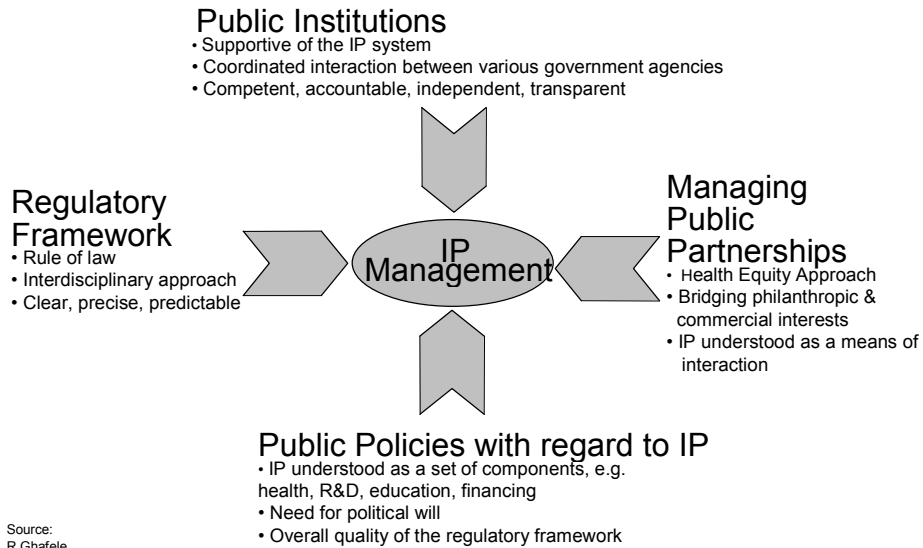 Public Institutions
• Supportive of the IP system
• Coordinated interaction between various government agencies
• Competent, accountable, independent, transparent
Regulatory
Framework
• Rule of law
• Interdisciplinary approach
• Clear, precise, predictable
IP
Management
Managing
Public
Partnerships
• Health Equity Approach
• Bridging philanthropic &
commercial interests
• IP understood as a means of
interaction
Public Policies with regard to IP
• IP understood as a set of components, e.g.
health, R&D, education, financing
• Need for political will
• Overall quality of the regulatory framework
Source:
R.Ghafele